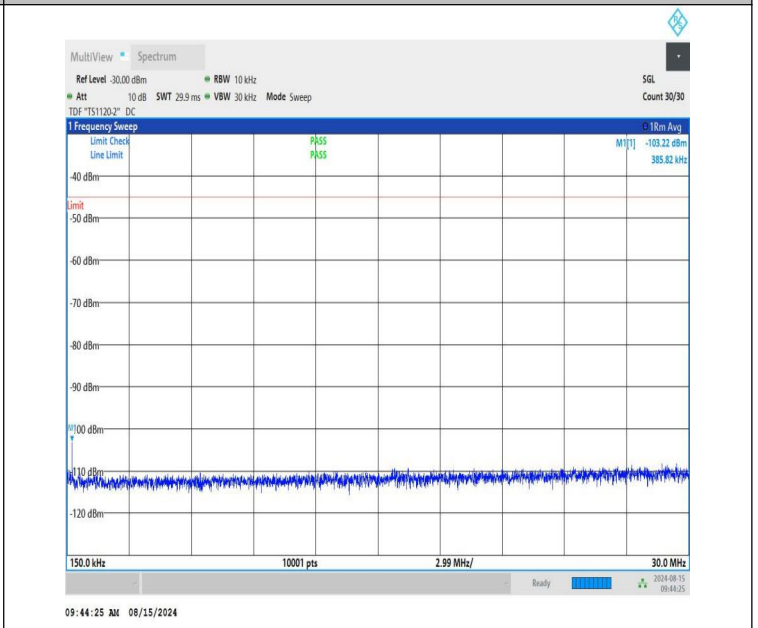 MultiView Spectrum
Ref Level -30.00 dBm RBW 10 kHz SGL
Att 10 dB SWT 29.9 ms VBW 30 kHz Mode Sweep Count 30/30
TDF "TS1120-2" DC
1 Frequency Sweep 1Rm Avg
Limit Check PASS M1[1] -103.22 dBm
Line Limit PASS 385.82 kHz
-40 dBm
Limit
-50 dBm
-60 dBm
-70 dBm
-80 dBm
-90 dBm
M1
-100 dBm
-110 dBm
-120 dBm
150.0 kHz 10001 pts 2.99 MHz/ 30.0 MHz
Ready 2024-08-15
09:44:25
09:44:25 AM 08/15/2024